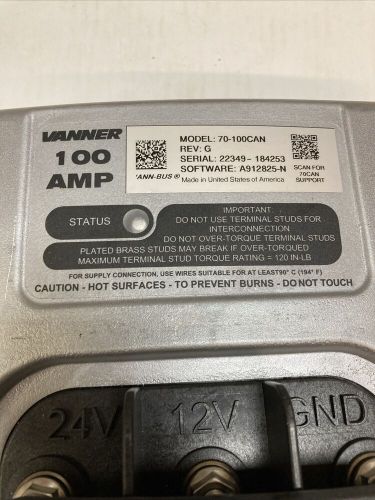 VANNER
100
AMP
MODEL: 70-100CAN
REV: G
SERIAL: 22349- 184253
SOFTWARE: A912825-N
'ANN-BUS® Made in United States of America
SCAN FOR
70CAN
SUPPORT
STATUS
IMPORTANT:
DO NOT USE TERMINAL STUDS FOR
INTERCONNECTION
DO NOT OVER-TORQUE TERMINAL STUDS
PLATED BRASS STUDS MAY BREAK IF OVER-TORQUED
MAXIMUM TERMINAL STUD TORQUE RATING = 120 IN-LB
FOR SUPPLY CONNECTION, USE WIRES SUITABLE FOR AT LEAST90° C (194° F)
CAUTION - HOT SURFACES - TO PREVENT BURNS - DO NOT TOUCH
24V 12V GND